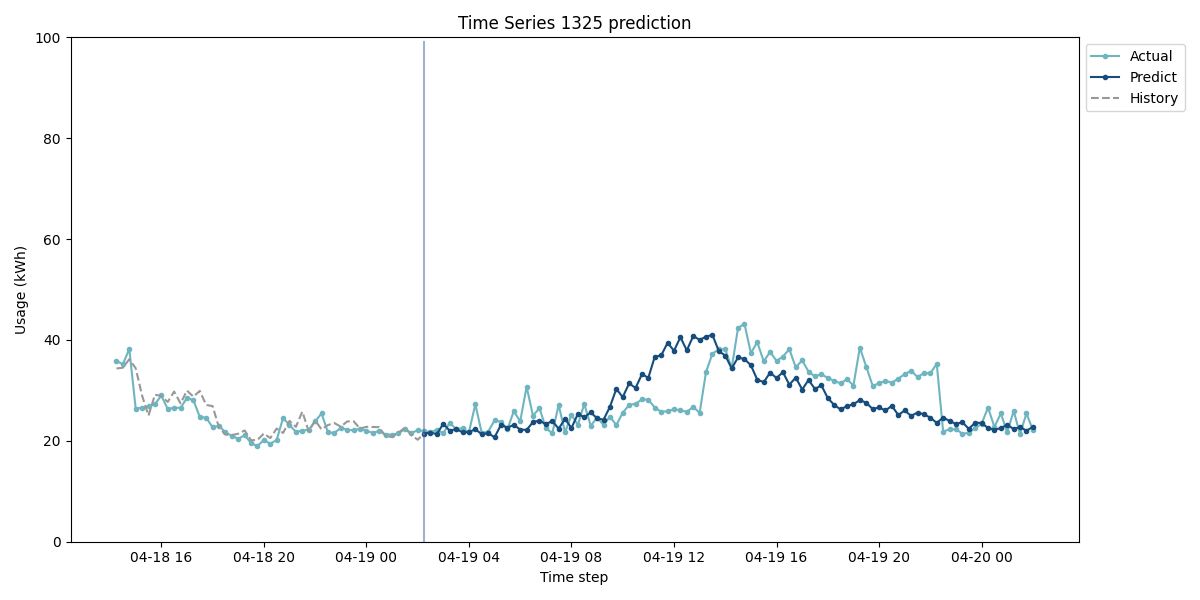 Time Series 1325 prediction
100
80
60
40
20
0
Usage (kWh)
04-18 16
04-18 20
04-19 00
04-19 04
04-19 08
04-19 12
04-19 16
04-19 20
04-20 00
Time step
Actual
Predict
History